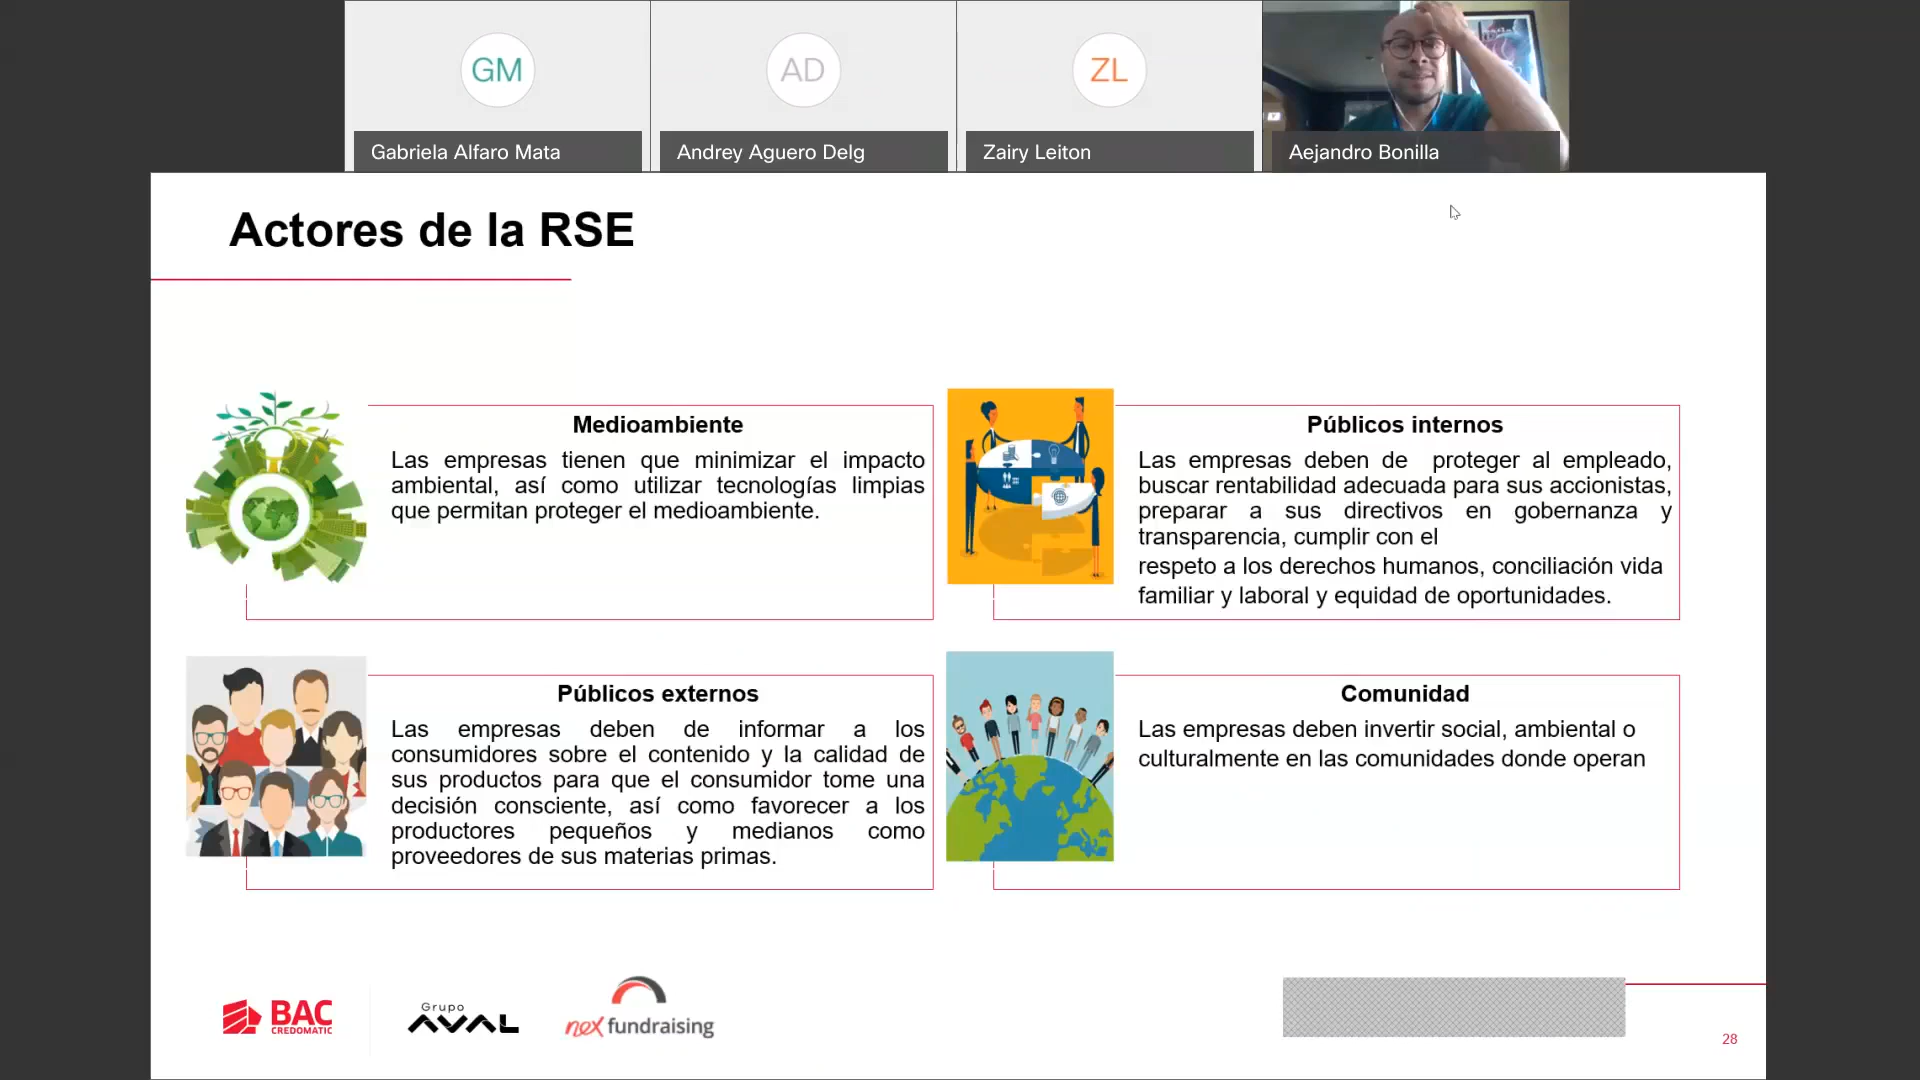 GM
AD
ZL
Gabriela Alfaro Mata
Andrey Aguero Delg
Zairy Leiton
Aejandro Bonilla
Actores de la RSE
Medioambiente
Las empresas tienen que minimizar el impacto
ambiental, así como utilizar tecnologías limpias
que permitan proteger el medioambiente.
Públicos internos
Las empresas deben de proteger al empleado,
buscar rentabilidad adecuada para sus accionistas,
preparar a sus directivos en gobernanza y
transparencia, cumplir con el
respeto a los derechos humanos, conciliación vida
familiar y laboral y equidad de oportunidades.
Públicos externos
Las empresas deben de informar a los
consumidores sobre el contenido y la calidad de
sus productos para que el consumidor tome una
decisión consciente, así como favorecer a los
productores pequeños y medianos como
proveedores de sus materias primas.
Comunidad
Las empresas deben invertir social, ambiental o
culturalmente en las comunidades donde operan
BAC
CREDOMATIC
Grupo
AVAL
nex fundraising
28